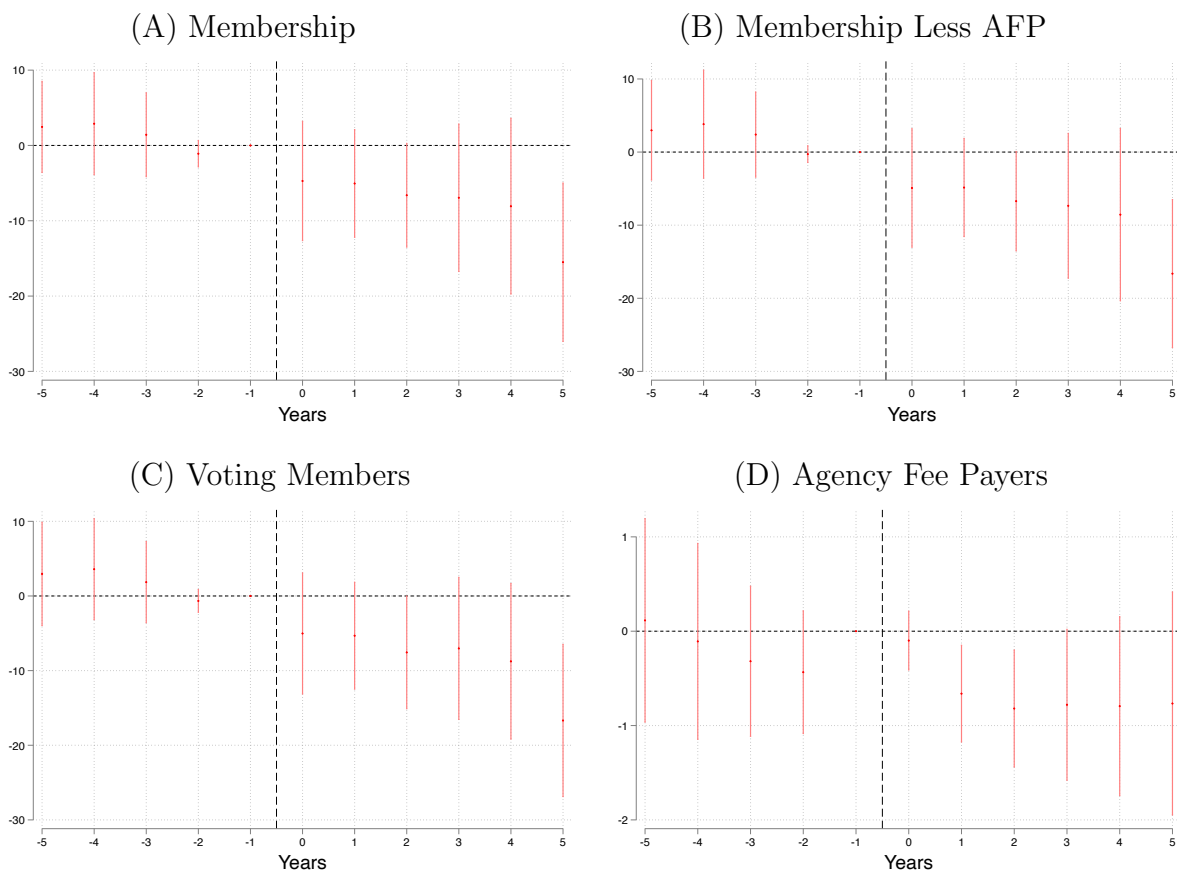 (A) Membership
10
0
-10
-20
-30
-5 -4 -3 -2 -1 0 1 2 3 4 5
Years
(B) Membership Less AFP
10
0
-10
-20
-30
-5 -4 -3 -2 -1 0 1 2 3 4 5
Years
(C) Voting Members
10
0
-10
-20
-30
-5 -4 -3 -2 -1 0 1 2 3 4 5
Years
(D) Agency Fee Payers
1
0
-1
-2
-5 -4 -3 -2 -1 0 1 2 3 4 5
Years